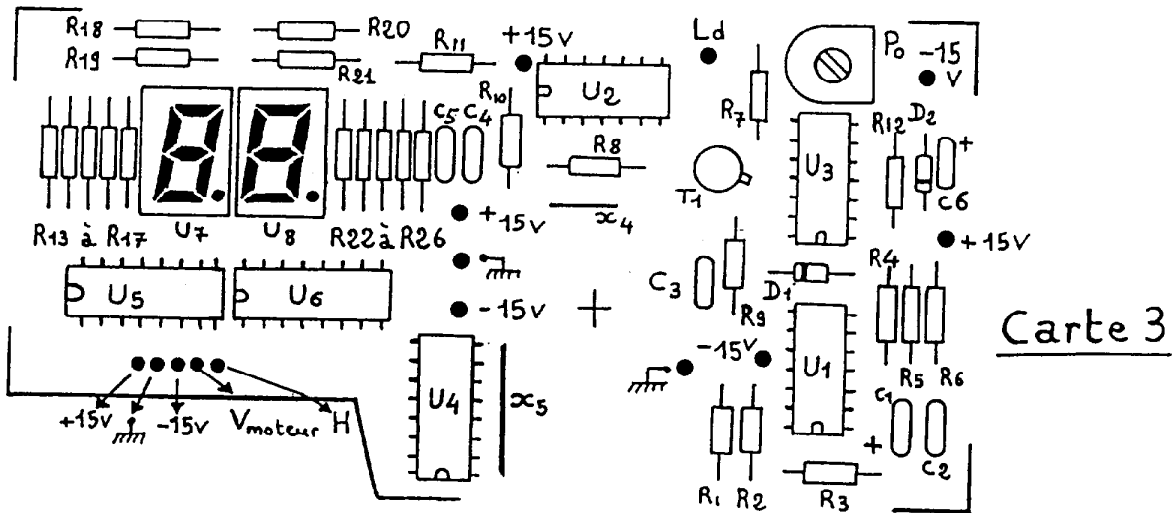 R18
R20
R19
R21
R11
+15v
U2
Ld
Po
-15
V
R10
C5
C4
R7
R8
T1
U3
R12
D2
+
C6
x4
U7
U8
R13 à R17
R22 à R26
+15v
-15v
+15v
U5
U6
C3
R9
D1
R4
R5
R6
-15v
U1
Carte 3
U4
x5
+15v
-15v
Vmoteur
H
C1
+
C2
R1
R2
R3